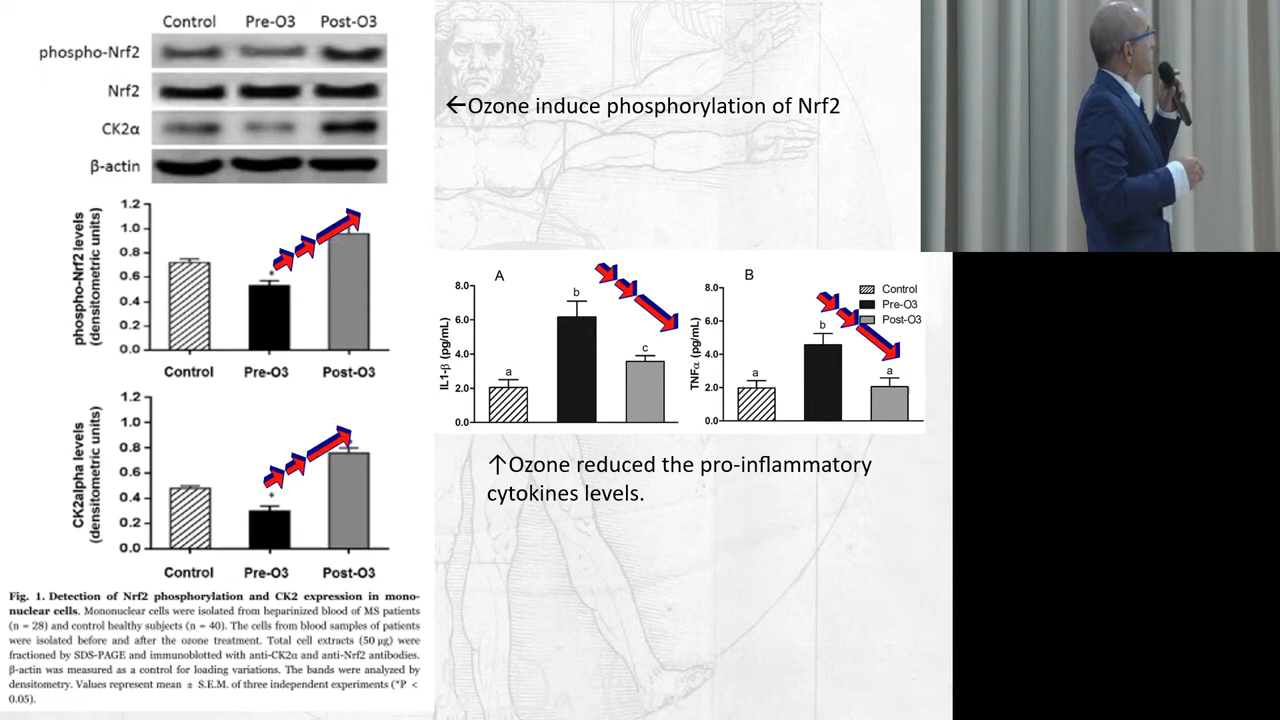 Control Pre-O3 Post-O3
phospho-Nrf2
Nrf2
CK2α
β-actin
phospho-Nrf2 levels
(densitometric units)
1.2
1.0
0.8
0.6
0.4
0.2
0.0
*
Control Pre-O3 Post-O3
CK2alpha levels
(densitometric units)
1.2
1.0
0.8
0.6
0.4
0.2
0.0
*
Control Pre-O3 Post-O3
Fig. 1. Detection of Nrf2 phosphorylation and CK2 expression in mono-
nuclear cells. Mononuclear cells were isolated from heparinized blood of MS patients
(n = 28) and control healthy subjects (n = 40). The cells from blood samples of patients
were isolated before and after the ozone treatment. Total cell extracts (50 μg) were
fractioned by SDS-PAGE and immunoblotted with anti-CK2α and anti-Nrf2 antibodies.
β-actin was measured as a control for loading variations. The bands were analyzed by
densitometry. Values represent mean ± S.E.M. of three independent experiments (*P <
0.05).
←Ozone induce phosphorylation of Nrf2
A
IL1-β (pg/mL)
8.0
6.0
4.0
2.0
0.0
a
b
c
B
TNFα (pg/mL)
8.0
6.0
4.0
2.0
0.0
a
b
a
Control
Pre-O3
Post-O3
↑Ozone reduced the pro-inflammatory
cytokines levels.